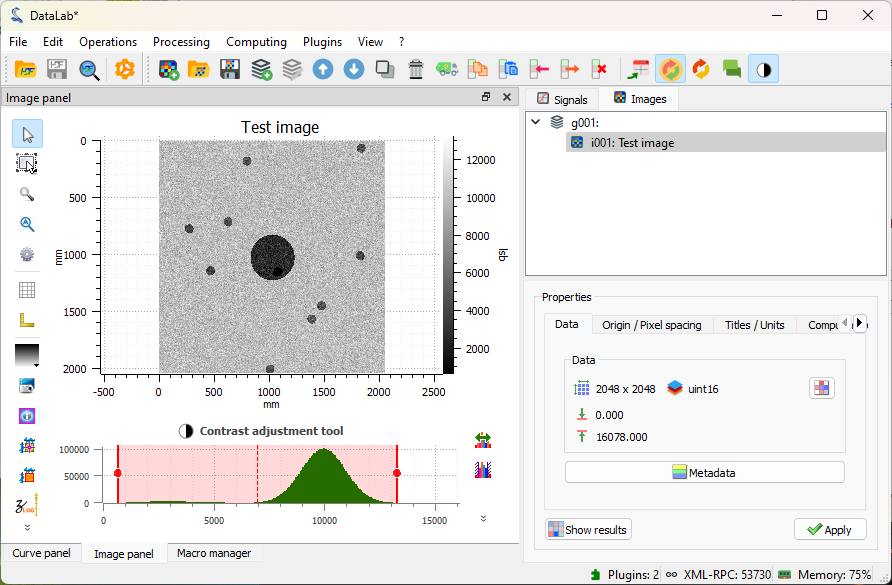 DataLab*
File Edit Operations Processing Computing Plugins View ?
Image panel
Signals Images
g001:
i001: Test image
Test image
0
500
1000
1500
2000
mm
-500 0 500 1000 1500 2000 2500
mm
12000
10000
8000
6000
4000
2000
lsb
Contrast adjustment tool
100000
50000
0
0 5000 10000 15000
Properties
Data Origin / Pixel spacing Titles / Units
Data
2048 x 2048 uint16
0.000
16078.000
Metadata
Show results Apply
Curve panel Image panel Macro manager
Plugins: 2 XML-RPC: 53730 Memory: 75%